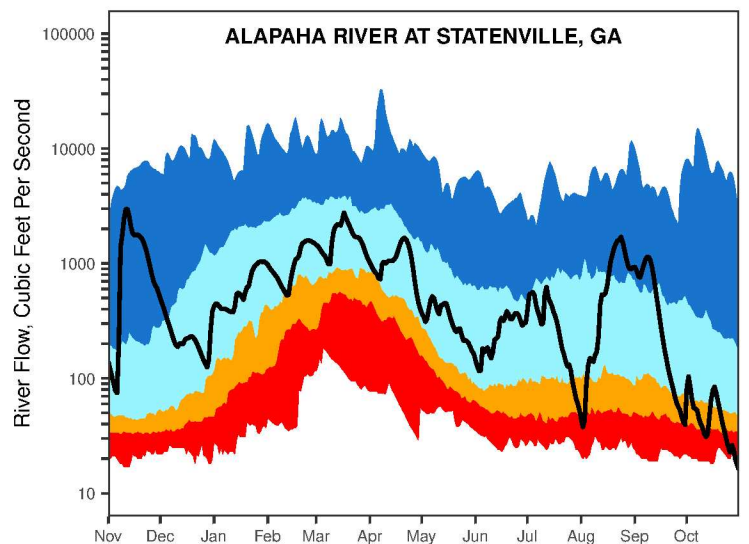 ALAPAHA RIVER AT STATENVILLE, GA
River Flow, Cubic Feet Per Second
100000
10000
1000
100
10
Nov Dec Jan Feb Mar Apr May Jun Jul Aug Sep Oct